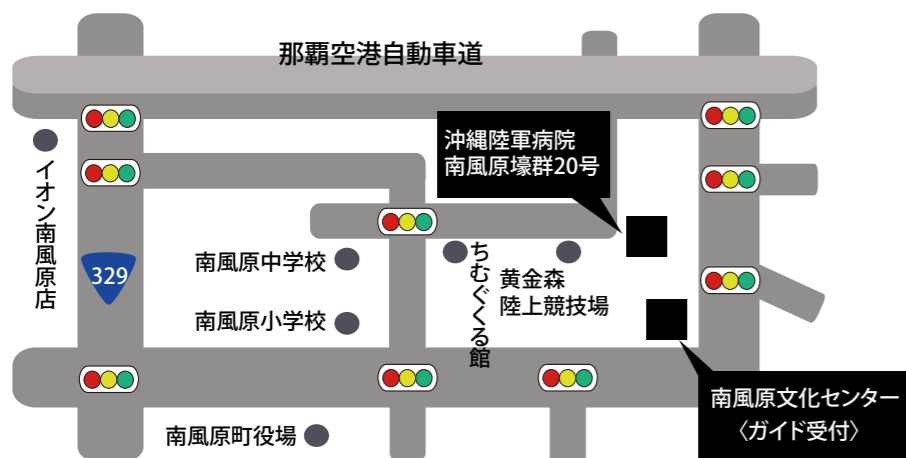 那覇空港自動車道
沖縄陸軍病院
南風原壕群20号
イオン南風原店
329
南風原中学校
ちむぐくる館
黄金森
陸上競技場
南風原小学校
南風原文化センター
〈ガイド受付〉
南風原町役場